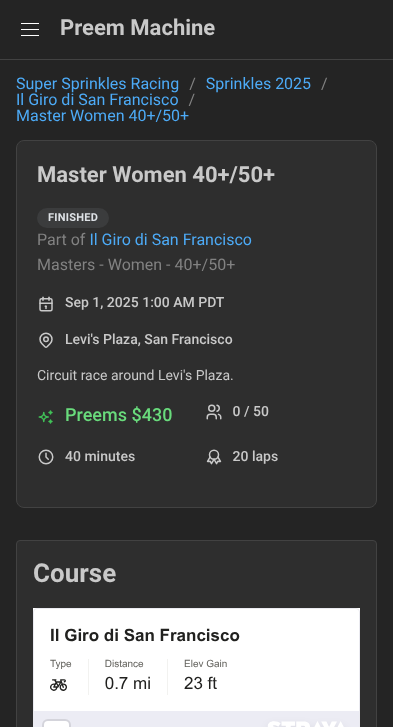 Preem Machine
Super Sprinkles Racing / Sprinkles 2025 /
Il Giro di San Francisco /
Master Women 40+/50+
Master Women 40+/50+
FINISHED
Part of Il Giro di San Francisco
Masters - Women - 40+/50+
Sep 1, 2025 1:00 AM PDT
Levi's Plaza, San Francisco
Circuit race around Levi's Plaza.
Preems $430
0 / 50
40 minutes
20 laps
Course
Il Giro di San Francisco
Type Distance Elev Gain
0.7 mi 23 ft
STRAVA